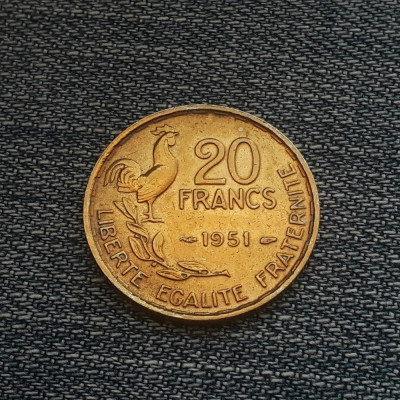 20
FRANCS
1951
LIBERTE EGALITE FRATERNITE